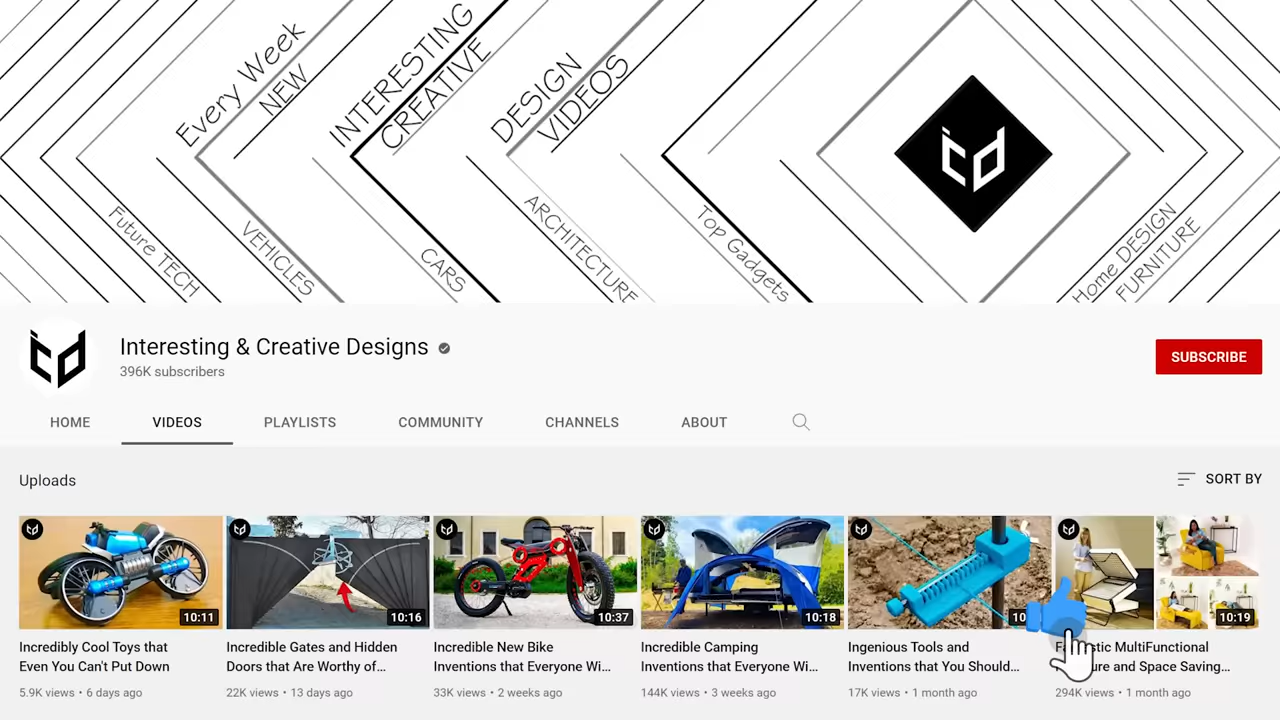 Every Week
NEW
INTERESTING
CREATIVE
DESIGN
VIDEOS
Future TECH
VEHICLES
CARS
ARCHITECTURE
Top Gadgets
Home DESIGN
FURNITURE
Interesting & Creative Designs
396K subscribers
SUBSCRIBE
HOME VIDEOS PLAYLISTS COMMUNITY CHANNELS ABOUT
Uploads
SORT BY
10:11 10:16 10:37 10:18 10 10:19
Incredibly Cool Toys that
Even You Can't Put Down
5.9K views • 6 days ago
Incredible Gates and Hidden
Doors that Are Worthy of...
22K views • 13 days ago
Incredible New Bike
Inventions that Everyone Wi...
33K views • 2 weeks ago
Incredible Camping
Inventions that Everyone Wi...
144K views • 3 weeks ago
Ingenious Tools and
Inventions that You Should...
17K views • 1 month ago
MultiFunctional
and Space Saving...
294K views • 1 month ago